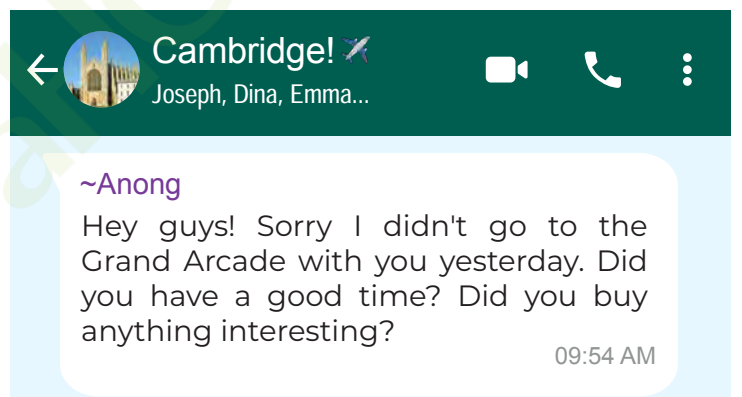 Cambridge!
Joseph, Dina, Emma...
~Anong
Hey guys! Sorry I didn't go to the
Grand Arcade with you yesterday. Did
you have a good time? Did you buy
anything interesting?
09:54 AM